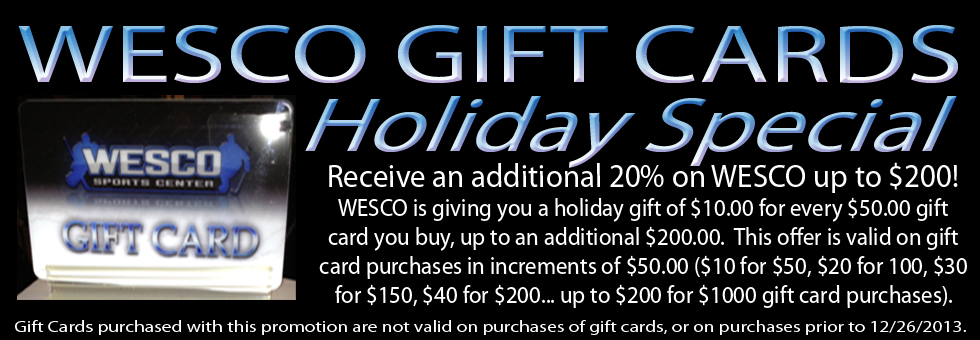 WESCO GIFT CARDS
Holiday Special
WESCO
SPORTS CENTER
GIFT CARD
Receive an additional 20% on WESCO up to $200!
WESCO is giving you a holiday gift of $10.00 for every $50.00 gift
card you buy, up to an additional $200.00. This offer is valid on gift
card purchases in increments of $50.00 ($10 for $50, $20 for 100, $30
for $150, $40 for $200... up to $200 for $1000 gift card purchases).
Gift Cards purchased with this promotion are not valid on purchases of gift cards, or on purchases prior to 12/26/2013.